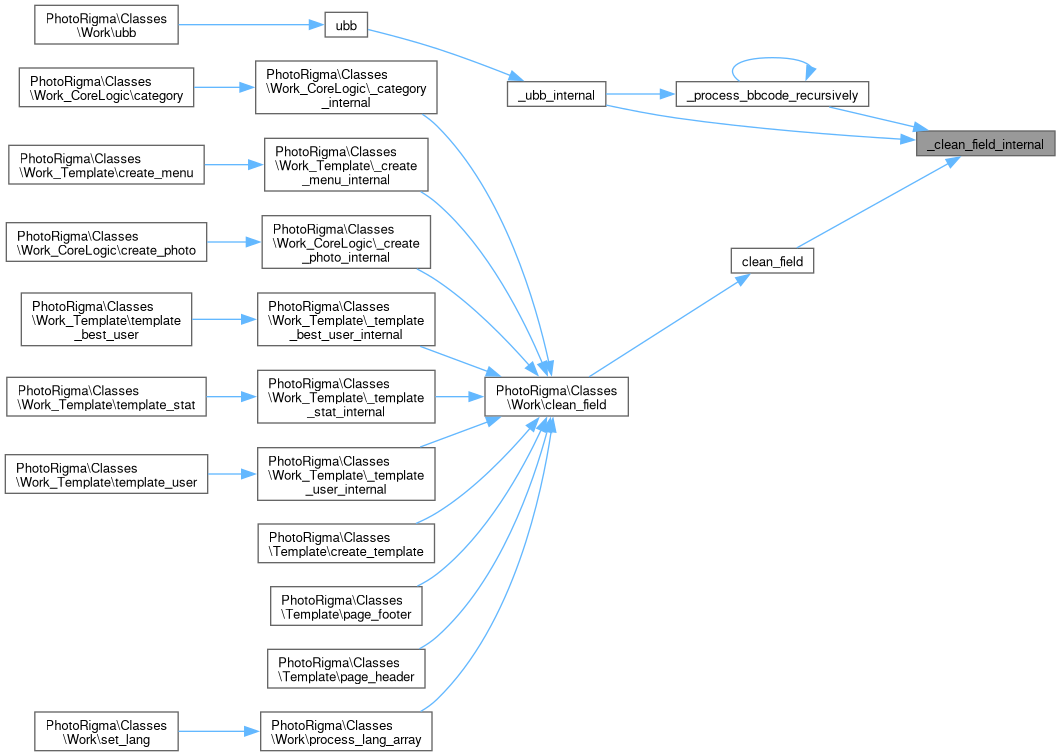 PhotoRigma\Classes
\Work\ubb
ubb
PhotoRigma\Classes
\Work_CoreLogic\category
PhotoRigma\Classes
\Work_CoreLogic\_category
_internal
_ubb_internal
_process_bbcode_recursively
_clean_field_internal
PhotoRigma\Classes
\Work_Template\create_menu
PhotoRigma\Classes
\Work_Template\_create
_menu_internal
PhotoRigma\Classes
\Work_CoreLogic\create_photo
PhotoRigma\Classes
\Work_CoreLogic\_create
_photo_internal
clean_field
PhotoRigma\Classes
\Work_Template\template
_best_user
PhotoRigma\Classes
\Work_Template\_template
_best_user_internal
PhotoRigma\Classes
\Work_Template\template_stat
PhotoRigma\Classes
\Work_Template\_template
_stat_internal
PhotoRigma\Classes
\Work\clean_field
PhotoRigma\Classes
\Work_Template\template_user
PhotoRigma\Classes
\Work_Template\_template
_user_internal
PhotoRigma\Classes
\Template\create_template
PhotoRigma\Classes
\Template\page_footer
PhotoRigma\Classes
\Template\page_header
PhotoRigma\Classes
\Work\set_lang
PhotoRigma\Classes
\Work\process_lang_array